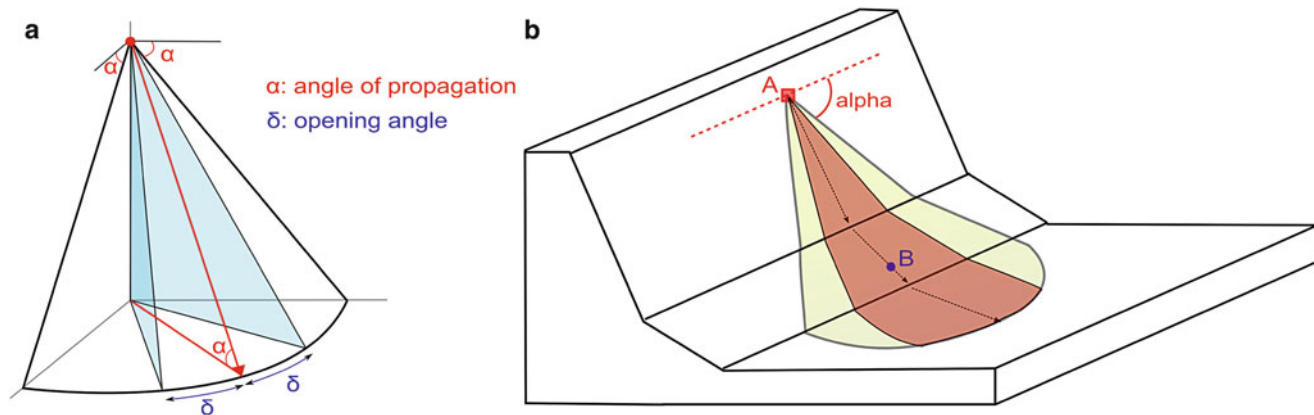 a
α
α
α: angle of propagation
δ: opening angle
α
δ
δ
b
A
alpha
B